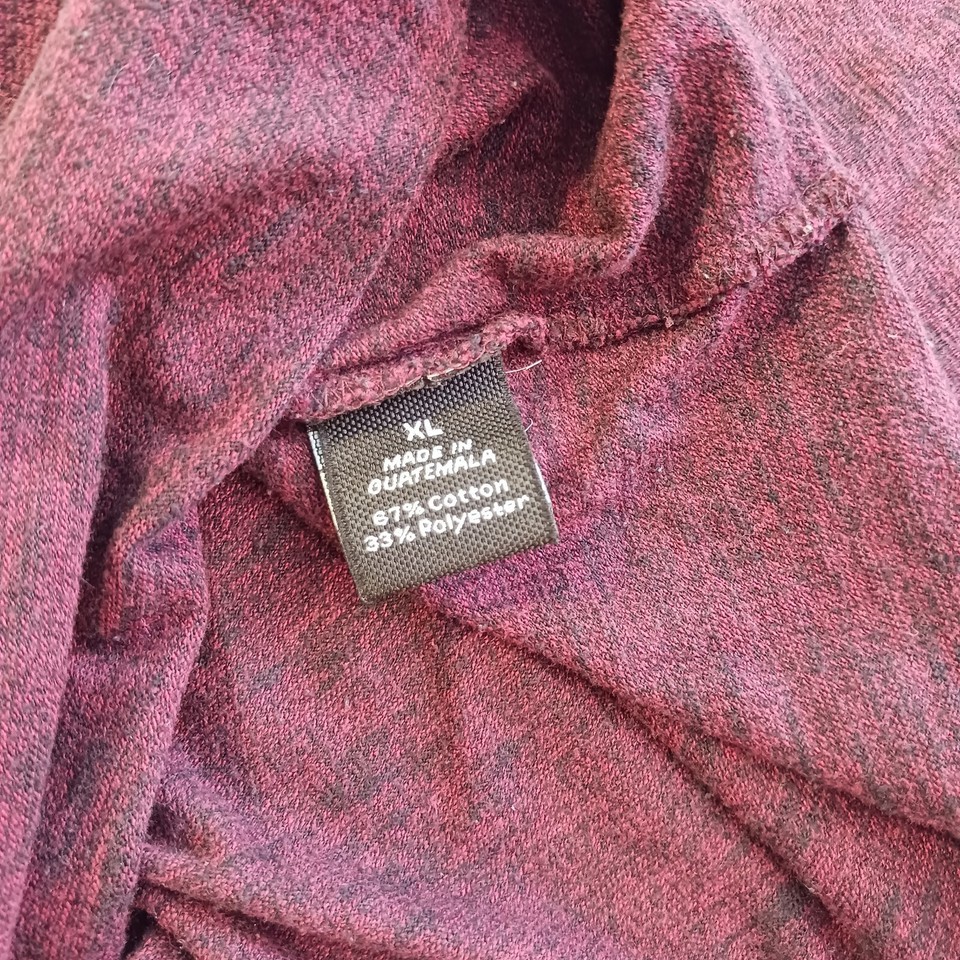 XL
MADE IN
GUATEMALA
67% Cotton
33% Polyester